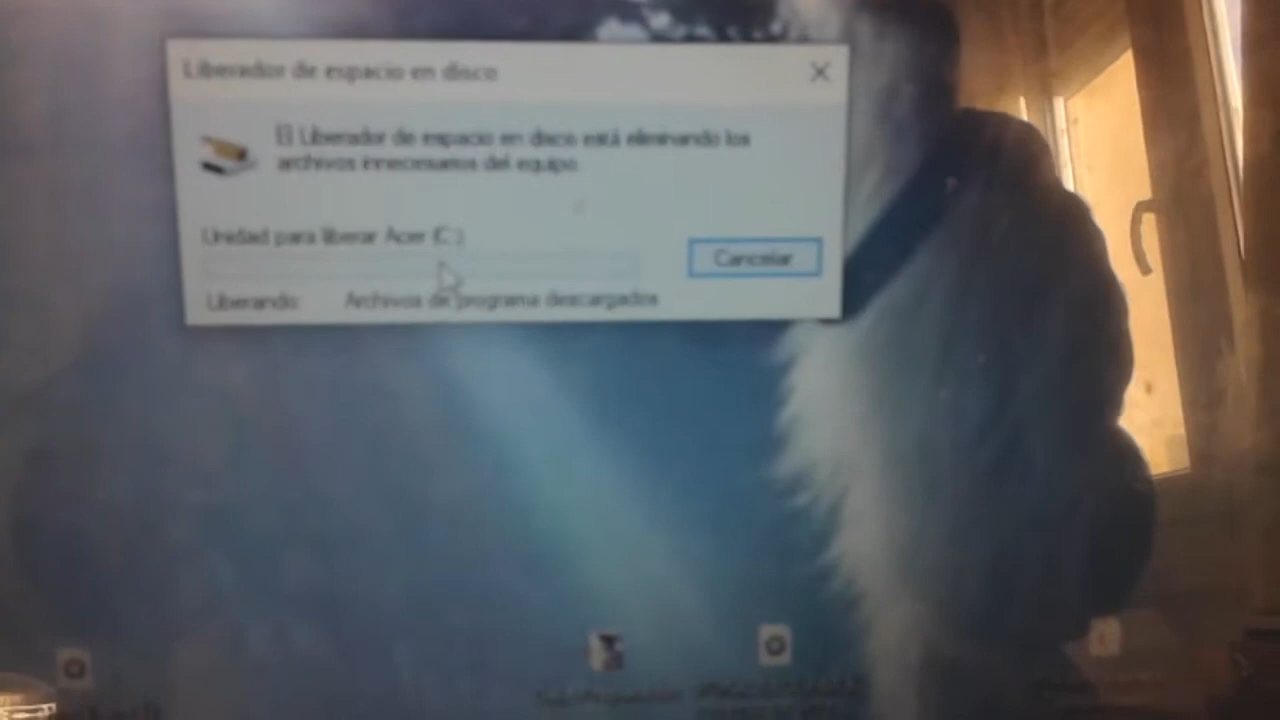 Liberador de espacio en disco
El Liberador de espacio en disco está eliminando los
archivos innecesarios del equipo.
Unidad para liberar Acer (C:)
Cancelar
Liberando: Archivos de programa descargados